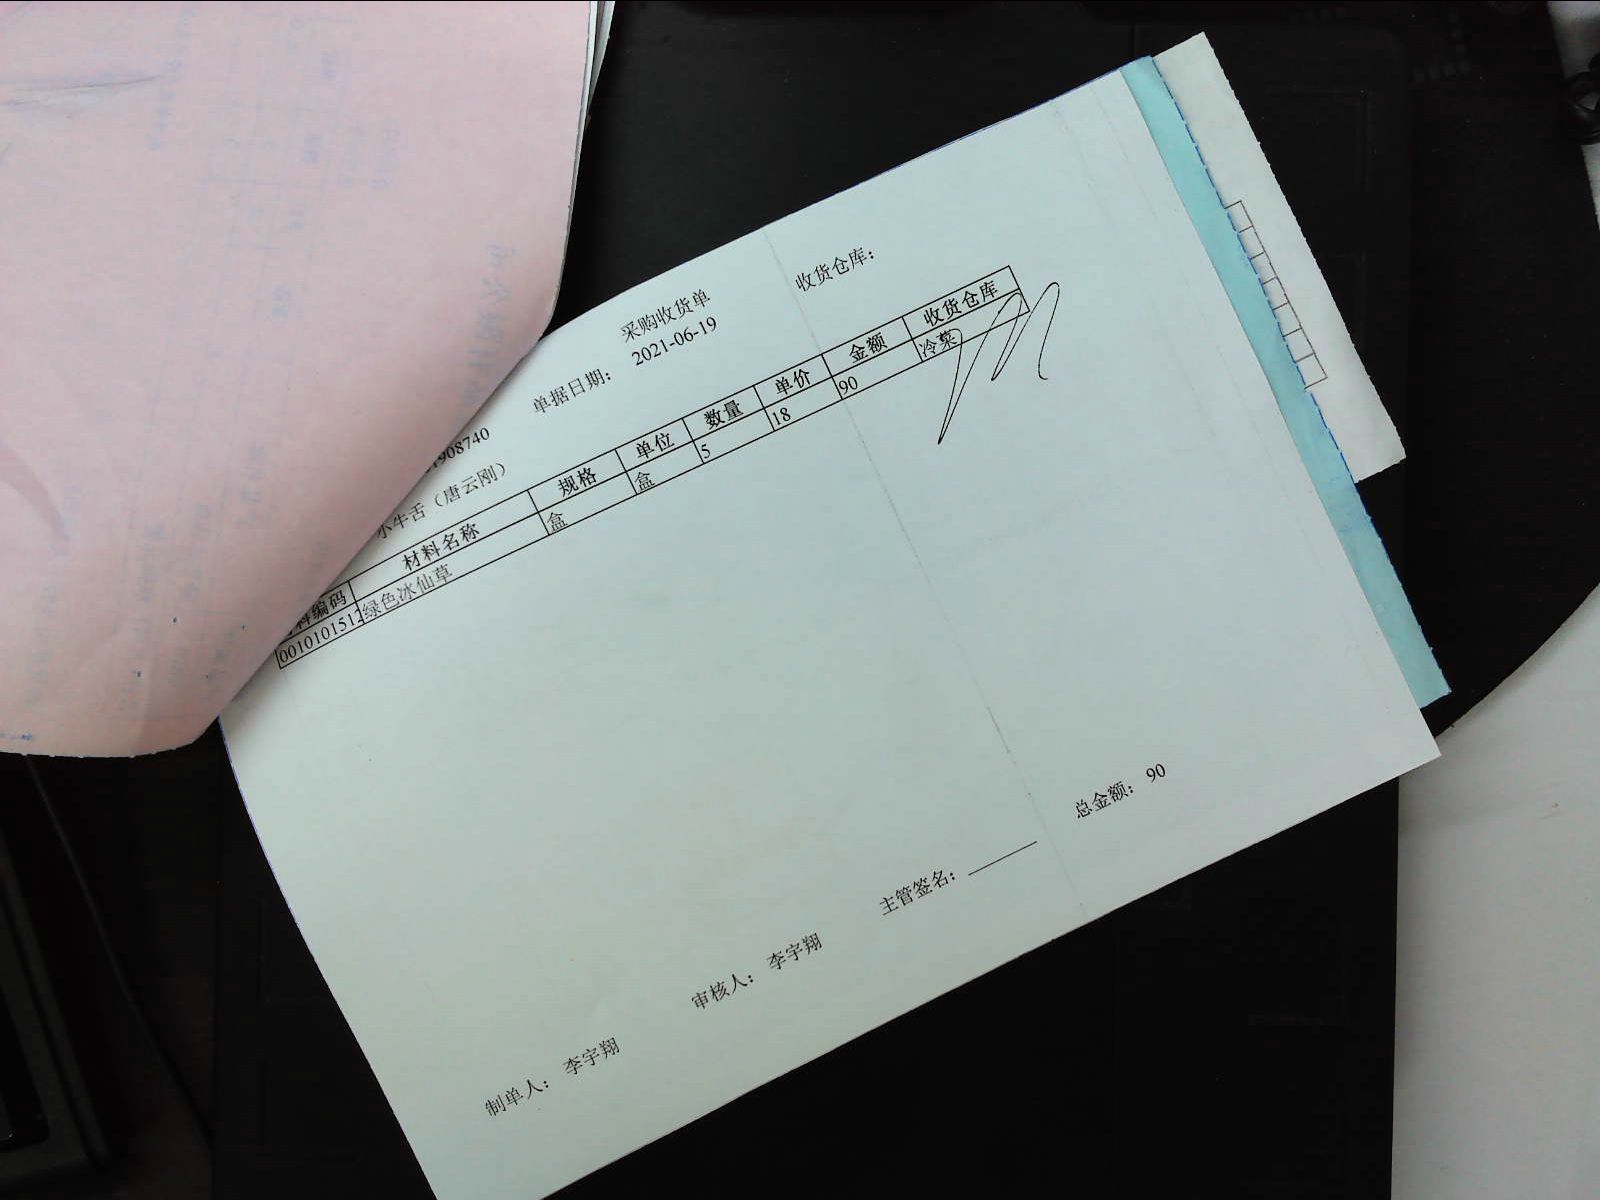 采购收货单
收货仓库：
单据日期： 2021-06-19
908740
小牛舌（唐云刚）
料编码 材料名称 规格 单位 数量 单价 金额 收货仓库
001010151 绿色冰仙草 盒 盒 5 18 90 冷菜
总金额： 90
制单人： 李宇翔 审核人： 李宇翔 主管签名：